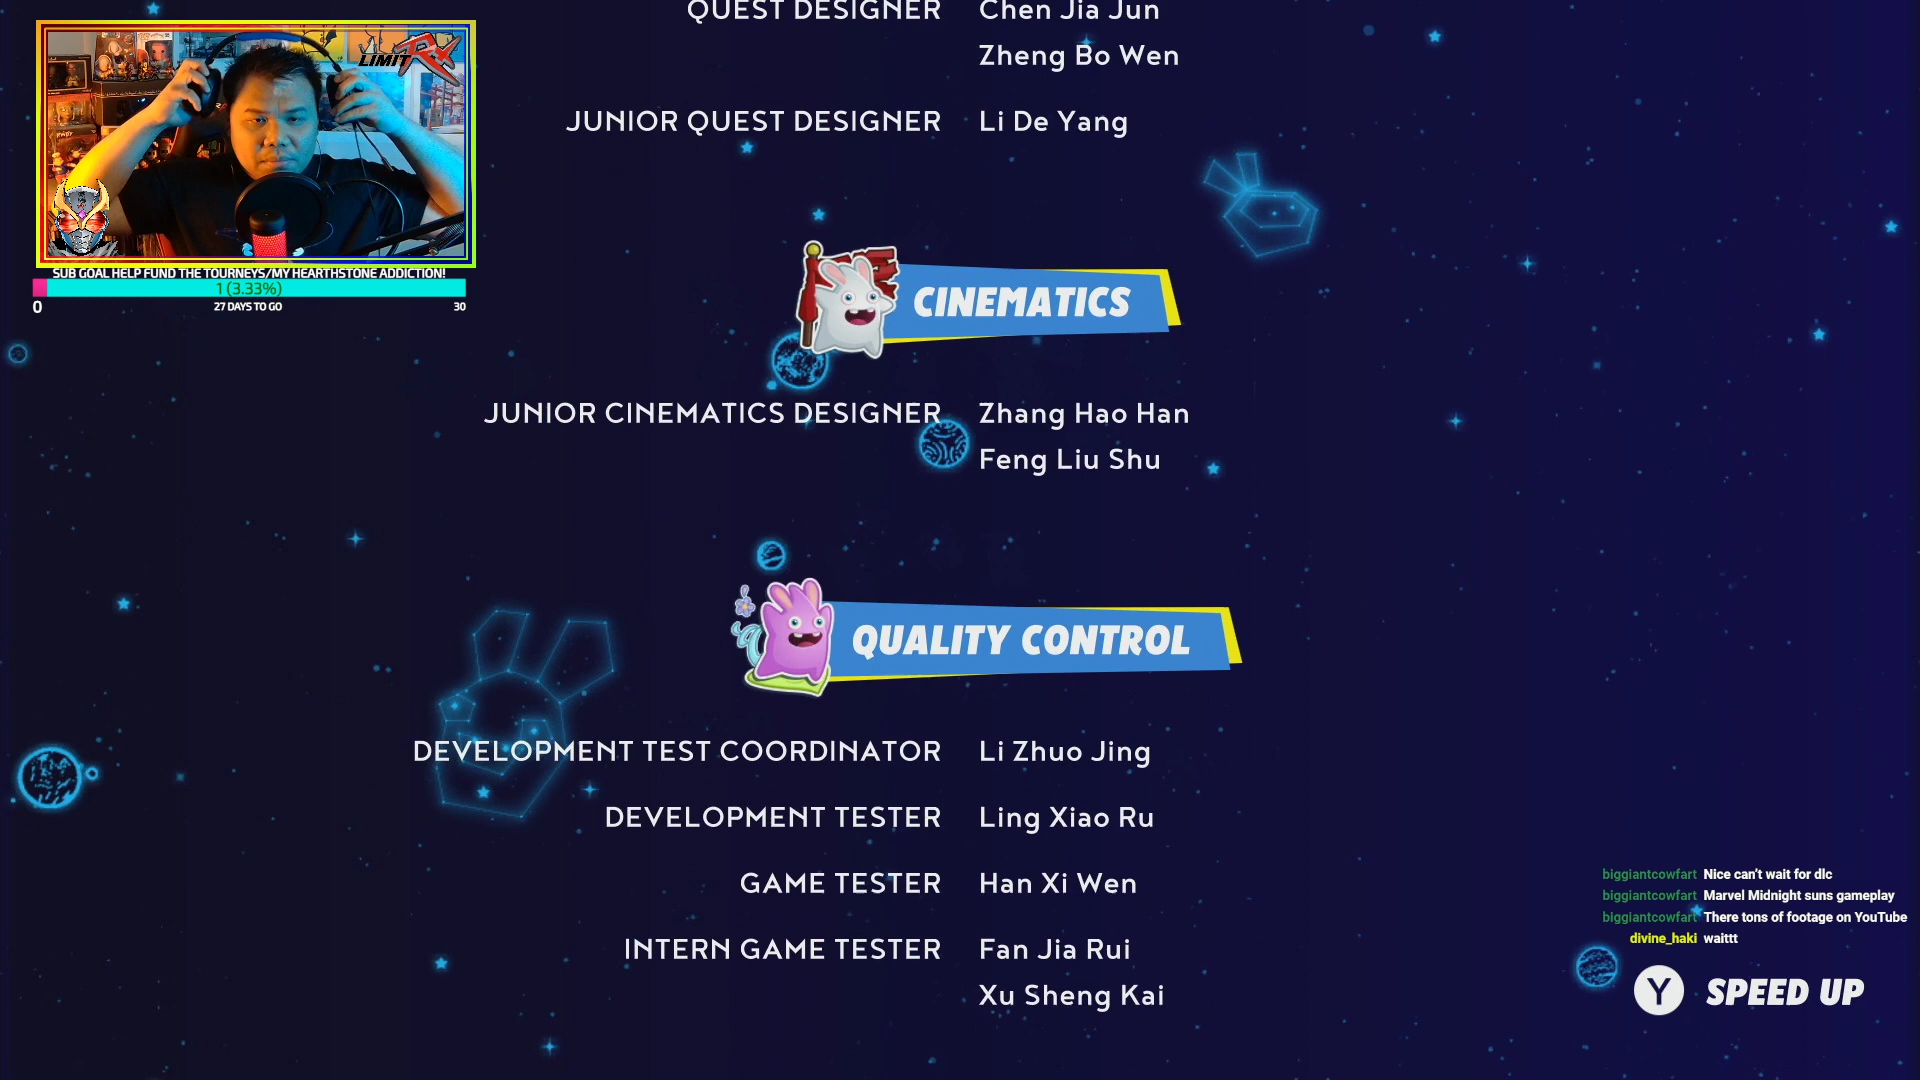 QUEST DESIGNER Chen Jia Jun
Zheng Bo Wen
JUNIOR QUEST DESIGNER Li De Yang
LIMIT
SUB GOAL HELP FUND THE TOURNEYS/MY HEARTHSTONE ADDICTION!
1 (3.33%)
0 27 DAYS TO GO 30
CINEMATICS
JUNIOR CINEMATICS DESIGNER Zhang Hao Han
Feng Liu Shu
QUALITY CONTROL
DEVELOPMENT TEST COORDINATOR Li Zhuo Jing
DEVELOPMENT TESTER Ling Xiao Ru
GAME TESTER Han Xi Wen
INTERN GAME TESTER Fan Jia Rui
Xu Sheng Kai
biggiantcowfart Nice can't wait for dlc
biggiantcowfart Marvel Midnight suns gameplay
biggiantcowfart There tons of footage on YouTube
divine_haki waittt
Y SPEED UP